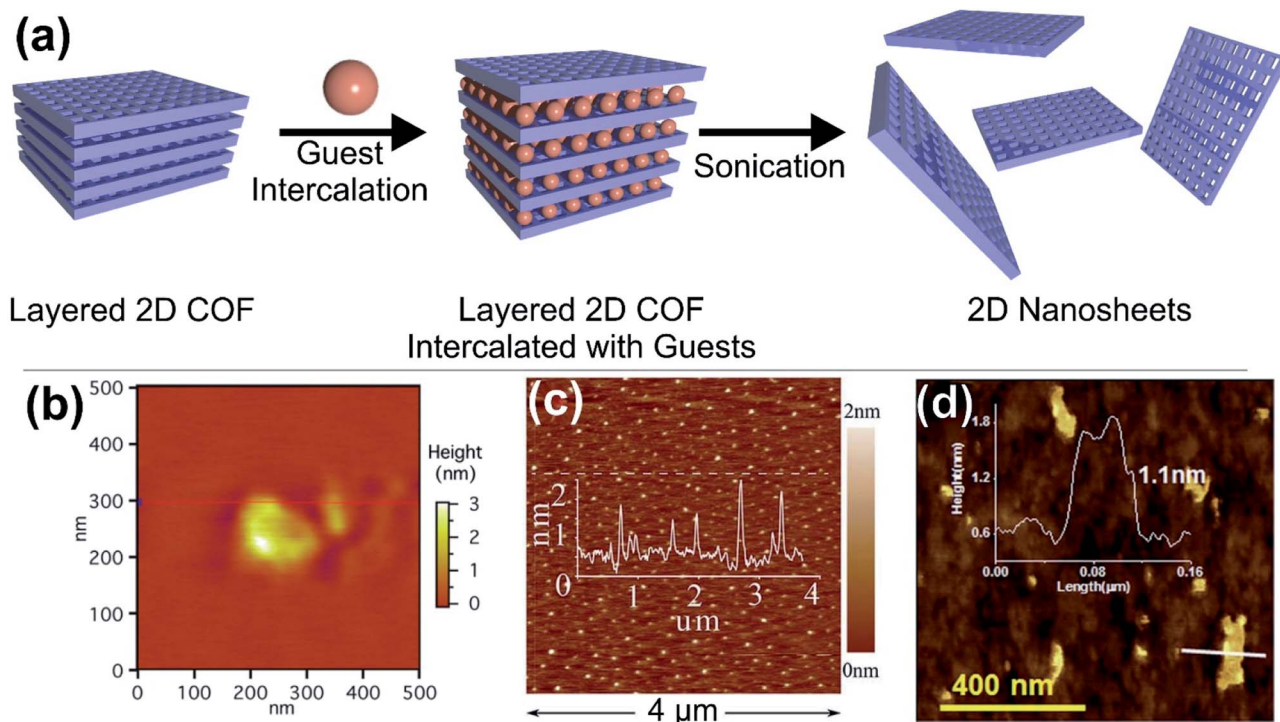 (a)
Guest
Intercalation
Sonication
Layered 2D COF
Layered 2D COF
Intercalated with Guests
2D Nanosheets
(b)
500
400
300
200
100
0
nm
0 100 200 300 400 500
nm
Height
(nm)
3
2
1
0
(c)
2nm
0nm
nm
2
1
0
1 2 3 4
um
4 µm
(d)
Height(nm)
1.8
1.2
0.6
0.00 0.08 0.16
Length(µm)
1.1nm
400 nm